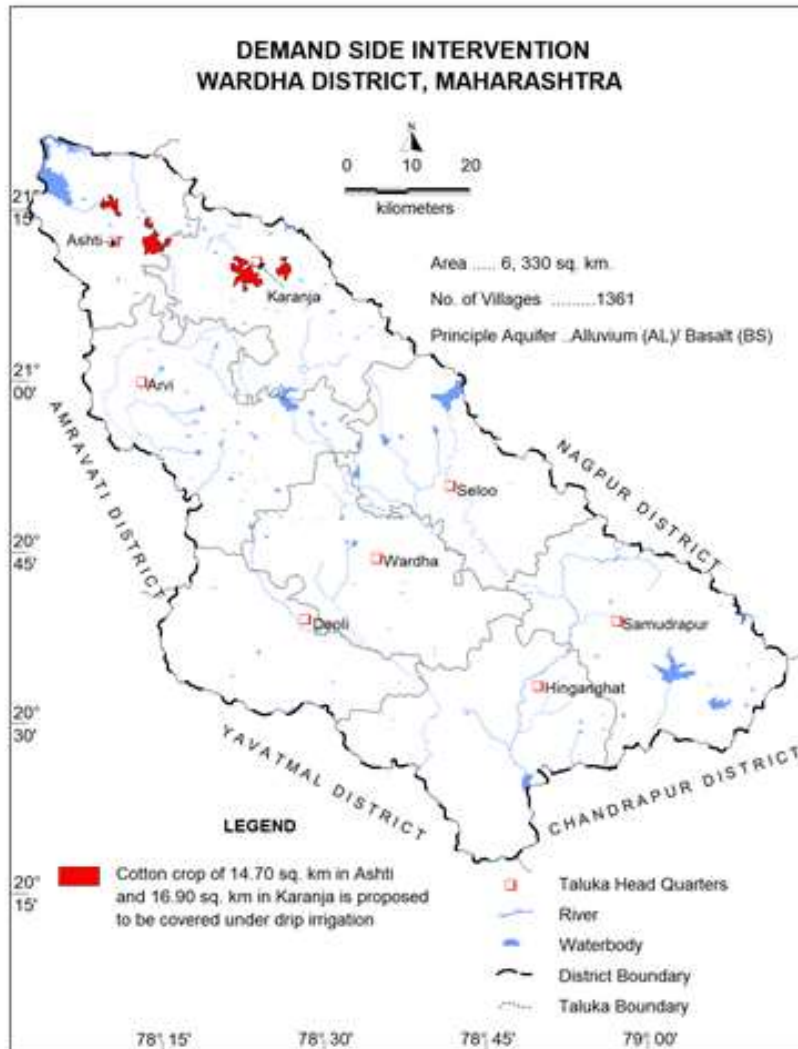 DEMAND SIDE INTERVENTION
WARDHA DISTRICT, MAHARASHTRA
N
0 10 20
kilometers
21°
15'
Ashti
Karanja
Area ..... 6, 330 sq. km.
No. of Villages .........1361
Principle Aquifer ..Alluvium (AL)/ Basalt (BS)
21°
00'
Arvi
AMRAVATI DISTRICT
NAGPUR DISTRICT
Seloo
20°
45'
Wardha
Deoli
Samudrapur
Hinganghat
20°
30'
YAVATMAL DISTRICT
CHANDRAPUR DISTRICT
LEGEND
Cotton crop of 14.70 sq. km in Ashti
and 16.90 sq. km in Karanja is proposed
to be covered under drip irrigation
20°
15'
Taluka Head Quarters
River
Waterbody
District Boundary
Taluka Boundary
78°15' 78°30' 78°45' 79°00'